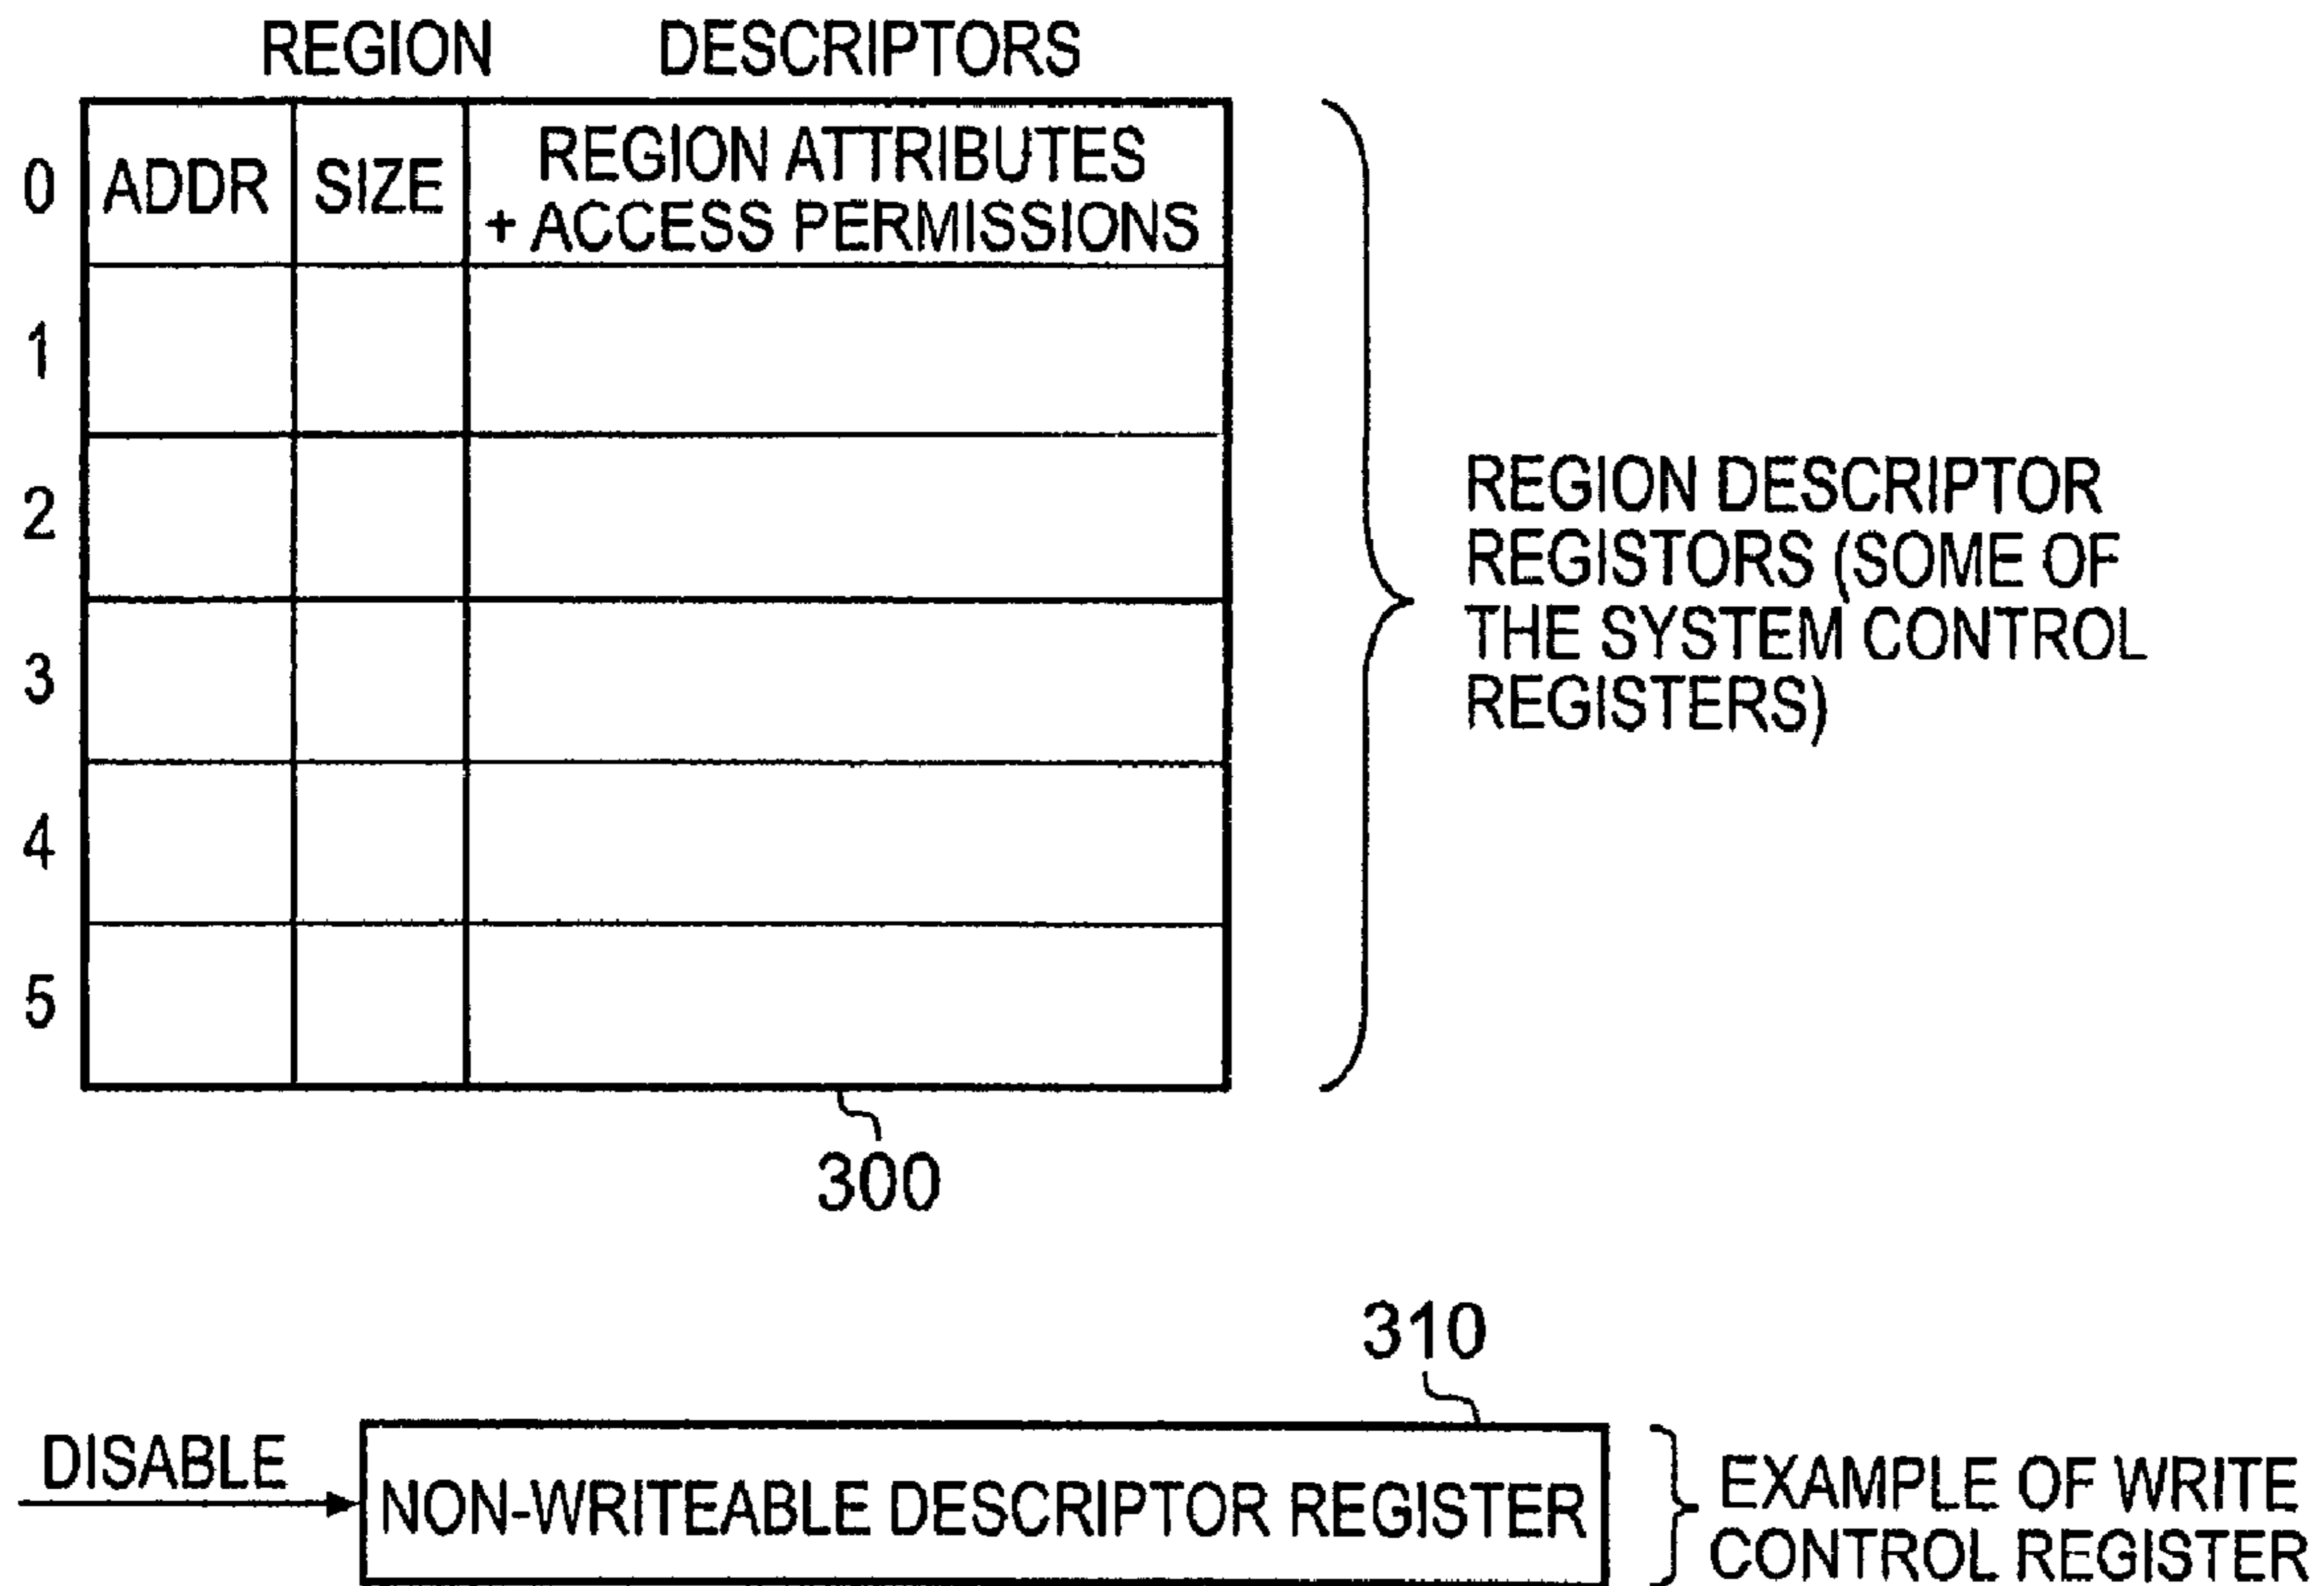 REGION DESCRIPTORS
0 ADDR SIZE REGION ATTRIBUTES
+ ACCESS PERMISSIONS
1
2
3
4
5
REGION DESCRIPTOR
REGISTORS (SOME OF
THE SYSTEM CONTROL
REGISTERS)
300
310
DISABLE
NON-WRITEABLE DESCRIPTOR REGISTER
EXAMPLE OF WRITE
CONTROL REGISTER